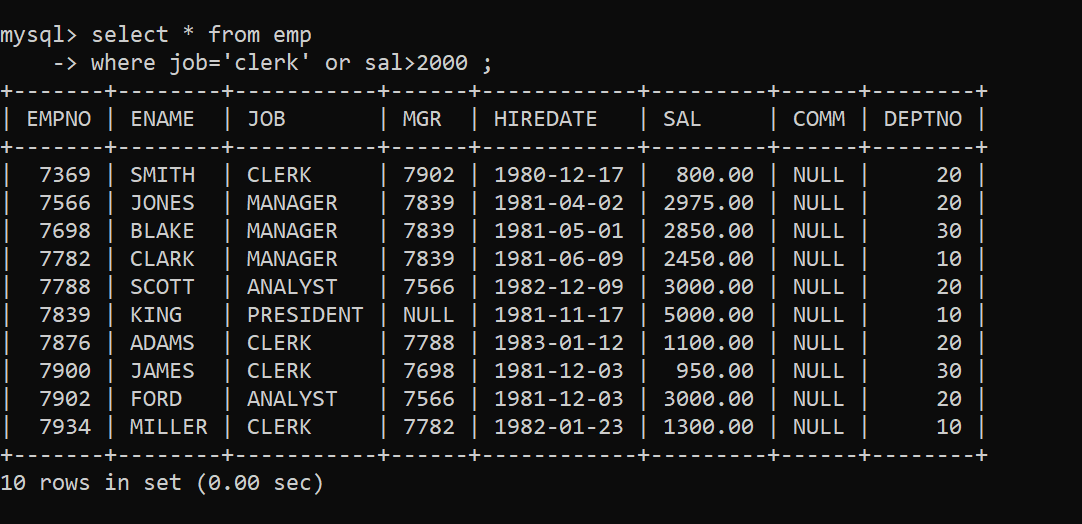 mysql> select * from emp
    -> where job='clerk' or sal>2000 ;
+-------+--------+-----------+------+------------+---------+------+--------+
| EMPNO | ENAME  | JOB       | MGR  | HIREDATE   | SAL     | COMM | DEPTNO |
+-------+--------+-----------+------+------------+---------+------+--------+
|  7369 | SMITH  | CLERK     | 7902 | 1980-12-17 |  800.00 | NULL |     20 |
|  7566 | JONES  | MANAGER   | 7839 | 1981-04-02 | 2975.00 | NULL |     20 |
|  7698 | BLAKE  | MANAGER   | 7839 | 1981-05-01 | 2850.00 | NULL |     30 |
|  7782 | CLARK  | MANAGER   | 7839 | 1981-06-09 | 2450.00 | NULL |     10 |
|  7788 | SCOTT  | ANALYST   | 7566 | 1982-12-09 | 3000.00 | NULL |     20 |
|  7839 | KING   | PRESIDENT | NULL | 1981-11-17 | 5000.00 | NULL |     10 |
|  7876 | ADAMS  | CLERK     | 7788 | 1983-01-12 | 1100.00 | NULL |     20 |
|  7900 | JAMES  | CLERK     | 7698 | 1981-12-03 |  950.00 | NULL |     30 |
|  7902 | FORD   | ANALYST   | 7566 | 1981-12-03 | 3000.00 | NULL |     20 |
|  7934 | MILLER | CLERK     | 7782 | 1982-01-23 | 1300.00 | NULL |     10 |
+-------+--------+-----------+------+------------+---------+------+--------+
10 rows in set (0.00 sec)